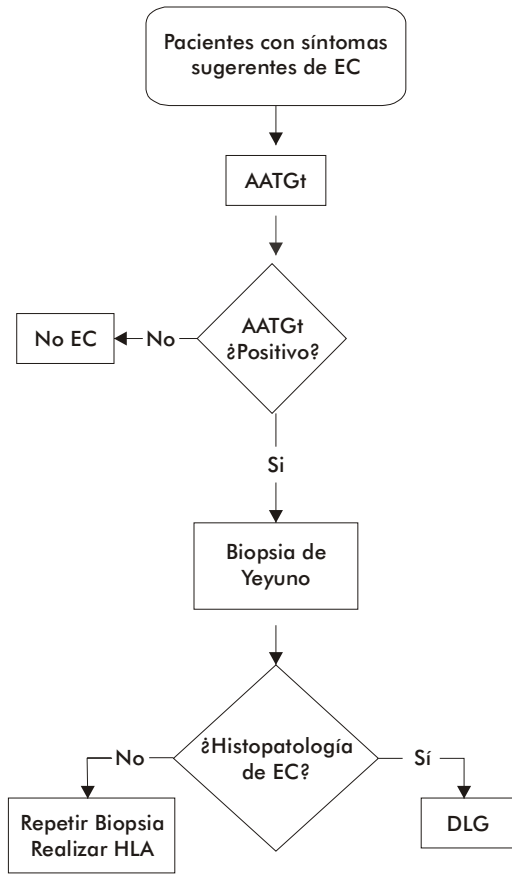 Pacientes con síntomas
sugerentes de EC
AATGt
AATGt
¿Positivo?
No
No EC
Si
Biopsia de
Yeyuno
¿Histopatología
de EC?
No
Sí
Repetir Biopsia
Realizar HLA
DLG